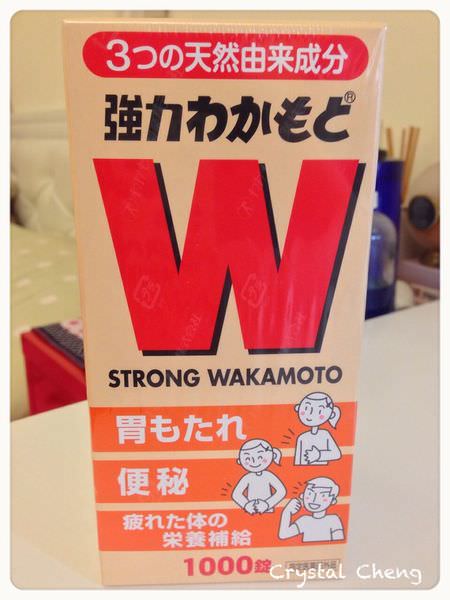 3つの天然由来成分
強力わかもと®
W
STRONG WAKAMOTO
胃もたれ
便秘
疲れた体の
栄養補給
1000錠
Crystal Cheng